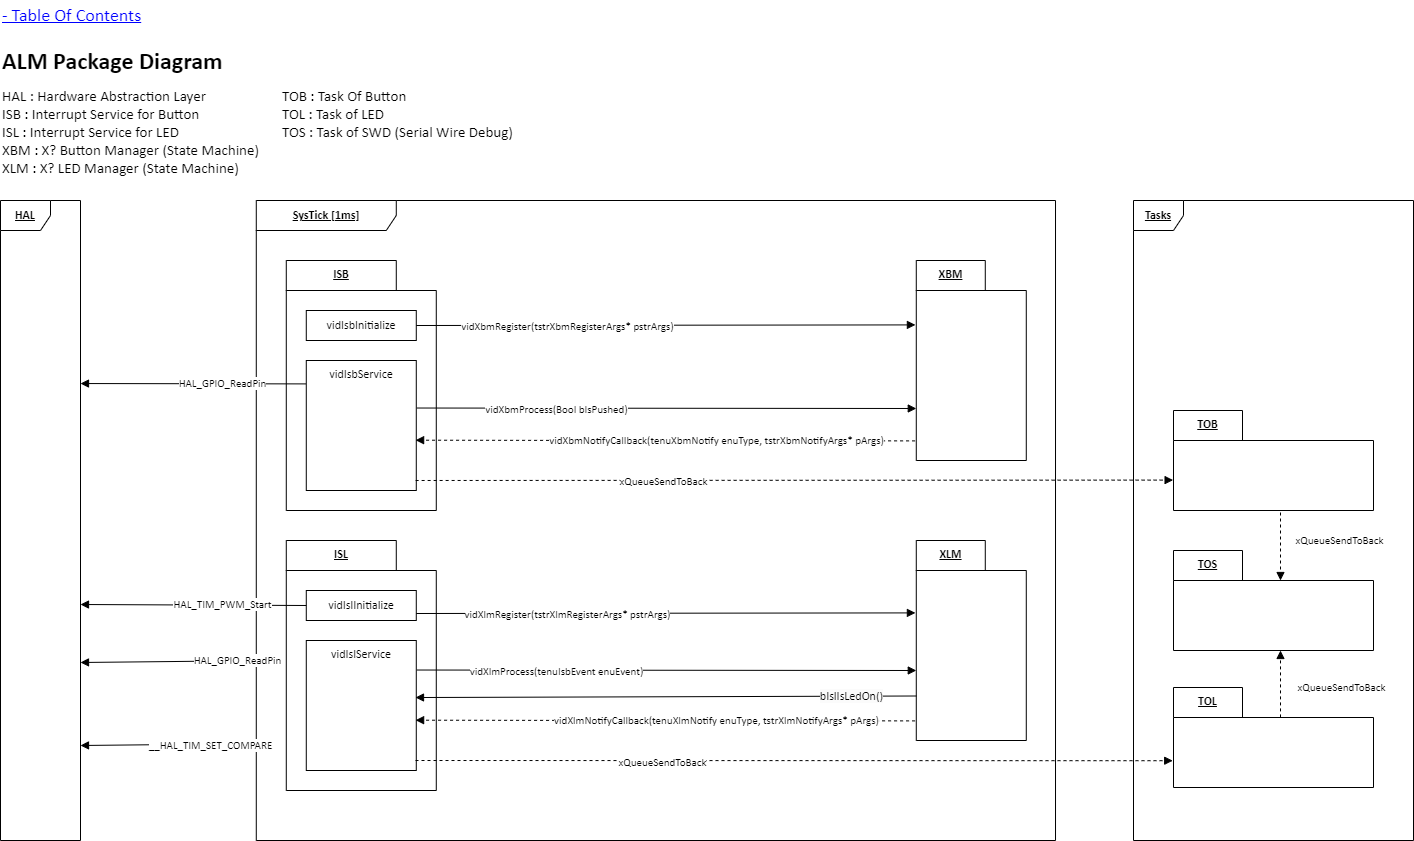 - Table Of Contents
ALM Package Diagram
HAL : Hardware Abstraction Layer
ISB : Interrupt Service for Button
ISL : Interrupt Service for LED
XBM : X? Button Manager (State Machine)
XLM : X? LED Manager (State Machine)
TOB : Task Of Button
TOL : Task of LED
TOS : Task of SWD (Serial Wire Debug)
HAL
SysTick [1ms]
Tasks
ISB
XBM
vidIsbInitialize
vidXbmRegister(tstrXbmRegisterArgs* pstrArgs)
vidIsbService
HAL_GPIO_ReadPin
vidXbmProcess(Bool bIsPushed)
vidXbmNotifyCallback(tenuXbmNotify enuType, tstrXbmNotifyArgs* pArgs)
xQueueSendToBack
TOB
xQueueSendToBack
TOS
ISL
XLM
vidIslInitialize
HAL_TIM_PWM_Start
vidXlmRegister(tstrXlmRegisterArgs* pstrArgs)
vidIslService
HAL_GPIO_ReadPin
vidXlmProcess(tenuIsbEvent enuEvent)
bIslIsLedOn()
vidXlmNotifyCallback(tenuXlmNotify enuType, tstrXlmNotifyArgs* pArgs)
__HAL_TIM_SET_COMPARE
xQueueSendToBack
xQueueSendToBack
TOL